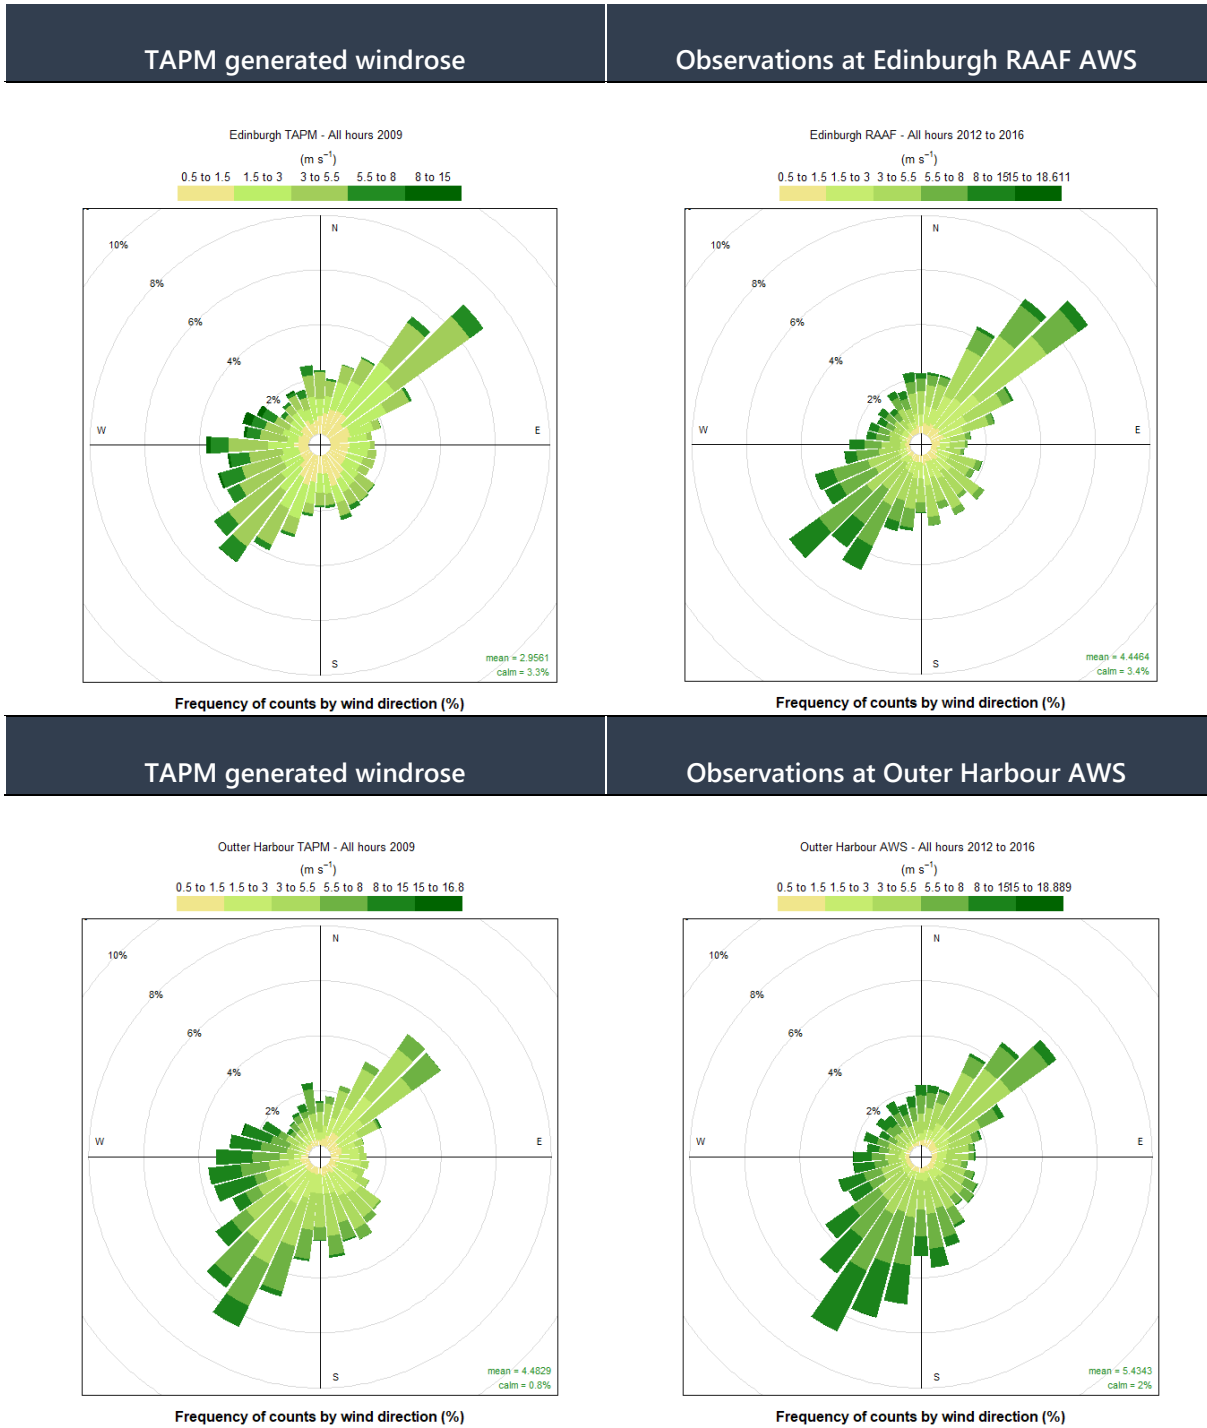 TAPM generated windrose
Observations at Edinburgh RAAF AWS
Edinburgh TAPM - All hours 2009
(m s⁻¹)
0.5 to 1.5 1.5 to 3 3 to 5.5 5.5 to 8 8 to 15
N
10%
8%
6%
4%
2%
W
E
S
mean = 2.9561
calm = 3.3%
Frequency of counts by wind direction (%)
Edinburgh RAAF - All hours 2012 to 2016
(m s⁻¹)
0.5 to 1.5 1.5 to 3 3 to 5.5 5.5 to 8 8 to 1515 to 18.611
N
10%
8%
6%
4%
2%
W
E
S
mean = 4.4464
calm = 3.4%
Frequency of counts by wind direction (%)
TAPM generated windrose
Observations at Outer Harbour AWS
Outter Harbour TAPM - All hours 2009
(m s⁻¹)
0.5 to 1.5 1.5 to 3 3 to 5.5 5.5 to 8 8 to 15 15 to 16.8
N
10%
8%
6%
4%
2%
W
E
S
mean = 4.4829
calm = 0.8%
Frequency of counts by wind direction (%)
Outter Harbour AWS - All hours 2012 to 2016
(m s⁻¹)
0.5 to 1.5 1.5 to 3 3 to 5.5 5.5 to 8 8 to 1515 to 18.889
N
10%
8%
6%
4%
2%
W
E
S
mean = 5.4343
calm = 2%
Frequency of counts by wind direction (%)